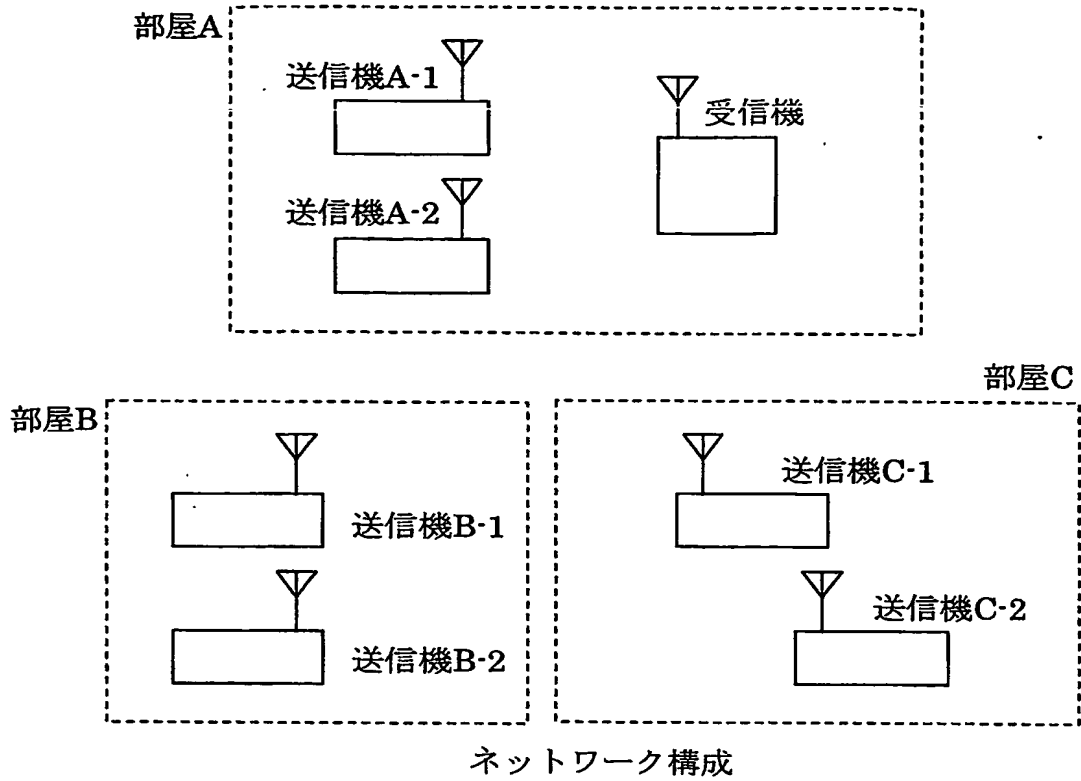 部屋A
送信機A-1
受信機
送信機A-2
部屋C
部屋B
送信機C-1
送信機B-1
送信機C-2
送信機B-2
ネットワーク構成